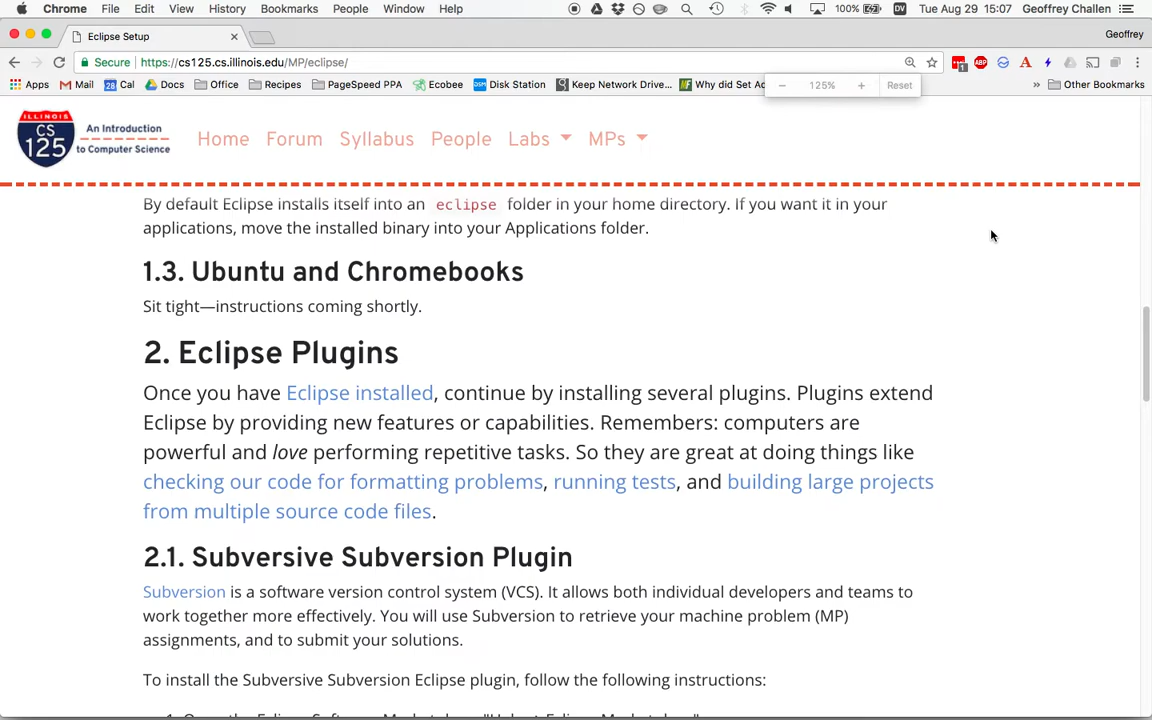 Chrome File Edit View History Bookmarks People Window Help 100% DV Tue Aug 29 15:07 Geoffrey Challen
Eclipse Setup Geoffrey
Secure https://cs125.cs.illinois.edu/MP/eclipse/
Apps Mail 28 Cal Docs Office Recipes PageSpeed PPA Ecobee DSM Disk Station Keep Network Drive... Why did Set Ad » Other Bookmarks
− 125% + Reset
ILLINOIS
CS
125
An Introduction
to Computer Science
Home Forum Syllabus People Labs MPs
By default Eclipse installs itself into an eclipse folder in your home directory. If you want it in your
applications, move the installed binary into your Applications folder.
1.3. Ubuntu and Chromebooks
Sit tight—instructions coming shortly.
2. Eclipse Plugins
Once you have Eclipse installed, continue by installing several plugins. Plugins extend
Eclipse by providing new features or capabilities. Remembers: computers are
powerful and love performing repetitive tasks. So they are great at doing things like
checking our code for formatting problems, running tests, and building large projects
from multiple source code files.
2.1. Subversive Subversion Plugin
Subversion is a software version control system (VCS). It allows both individual developers and teams to
work together more effectively. You will use Subversion to retrieve your machine problem (MP)
assignments, and to submit your solutions.
To install the Subversive Subversion Eclipse plugin, follow the following instructions: